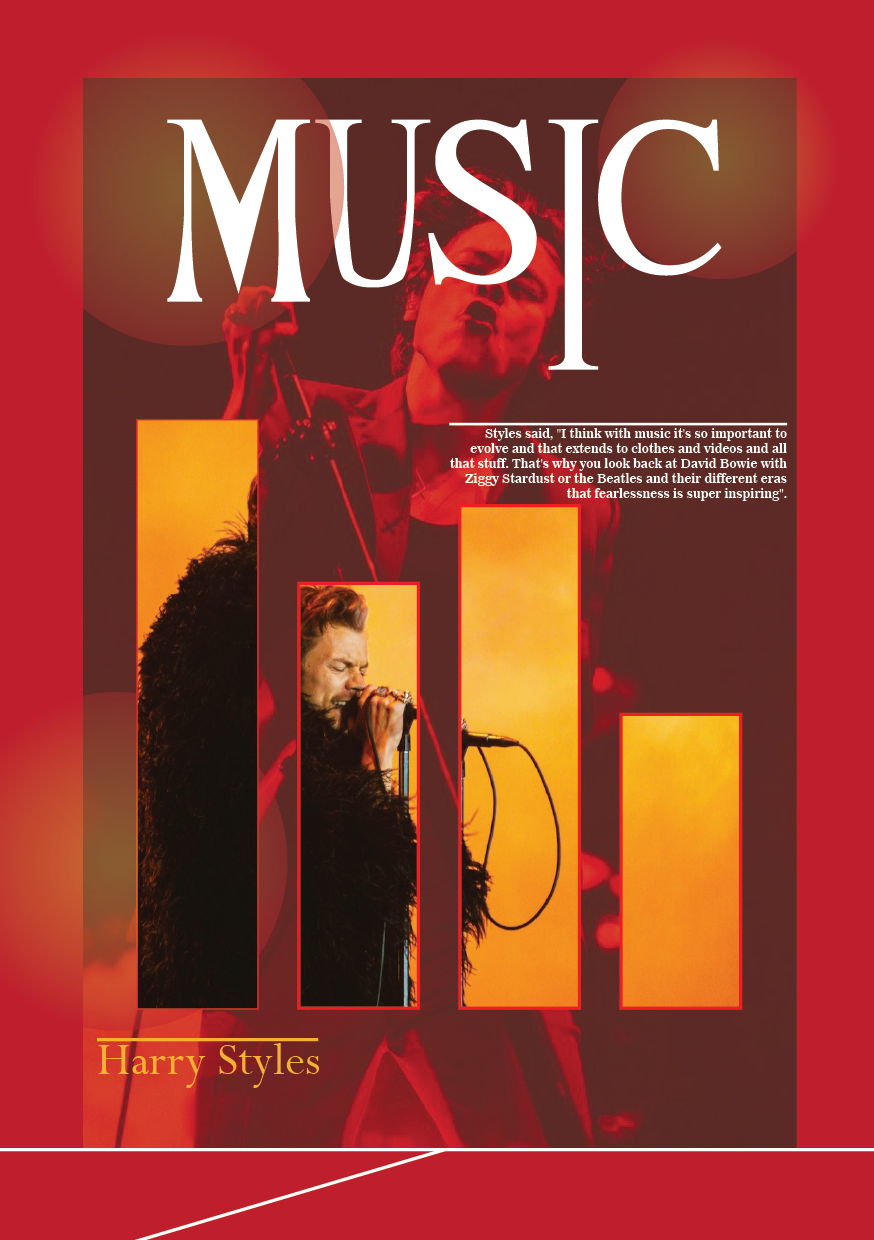 MUSIC
Styles said, "I think with music it's so important to
evolve and that extends to clothes and videos and all
that stuff. That's why you look back at David Bowie with
Ziggy Stardust or the Beatles and their different eras
that fearlessness is super inspiring".
Harry Styles